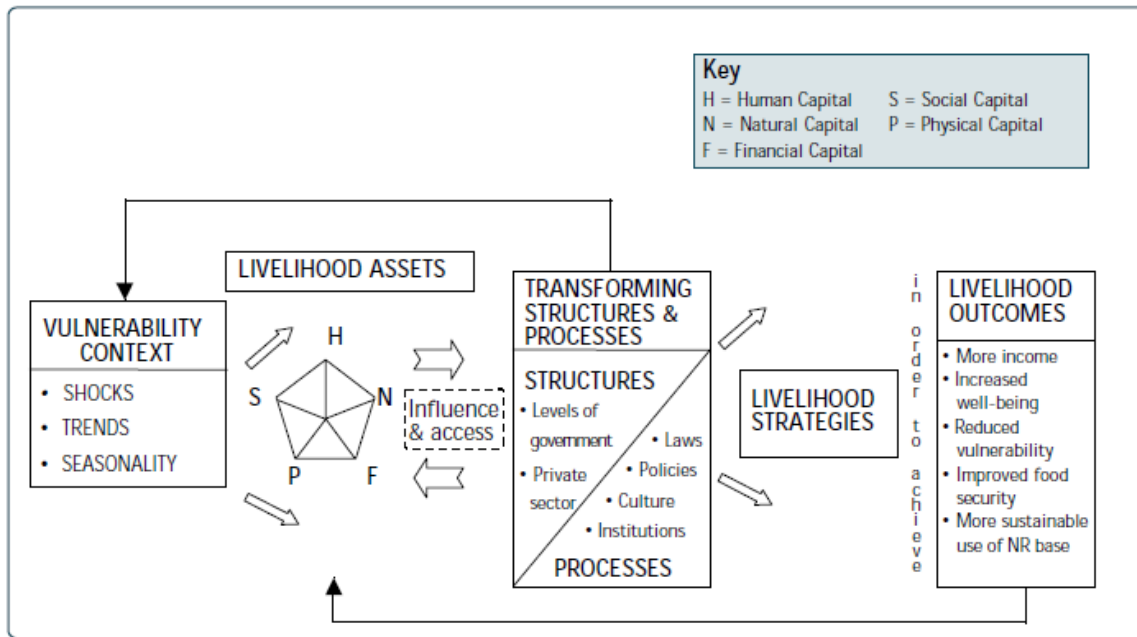 Key
H = Human Capital S = Social Capital
N = Natural Capital P = Physical Capital
F = Financial Capital
LIVELIHOOD ASSETS
VULNERABILITY
CONTEXT
• SHOCKS
• TRENDS
• SEASONALITY
H
S
N
P
F
Influence
& access
TRANSFORMING
STRUCTURES &
PROCESSES
STRUCTURES
• Levels of
government
• Private
sector
• Laws
• Policies
• Culture
• Institutions
PROCESSES
LIVELIHOOD
STRATEGIES
in order to achieve
LIVELIHOOD
OUTCOMES
• More income
• Increased
well-being
• Reduced
vulnerability
• Improved food
security
• More sustainable
use of NR base